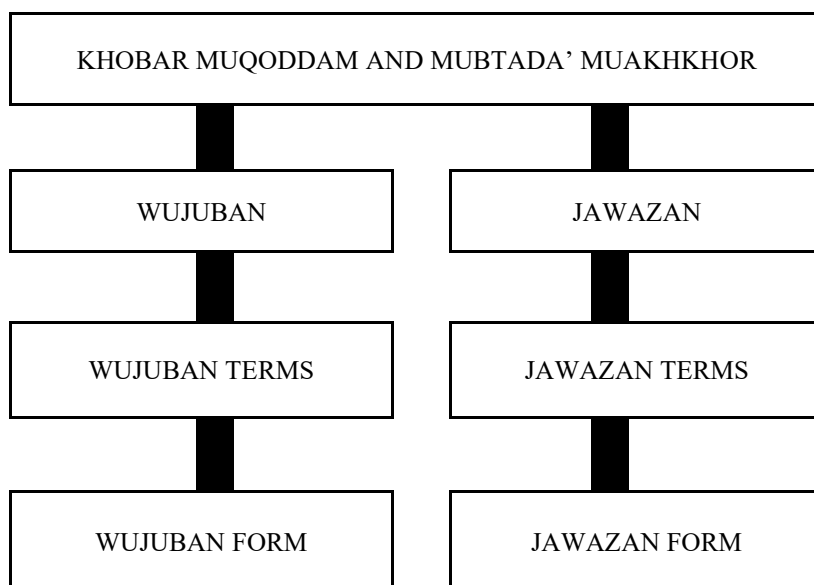 KHOBAR MUQODDAM AND MUBTADA’ MUAKHKHOR
WUJUBAN
JAWAZAN
WUJUBAN TERMS
JAWAZAN TERMS
WUJUBAN FORM
JAWAZAN FORM